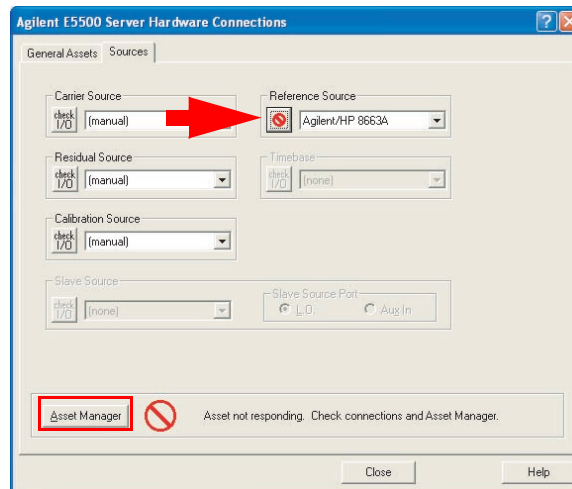 Agilent E5500 Server Hardware Connections
General Assets Sources
Carrier Source
check I/O (manual)
Reference Source
Agilent/HP 8663A
Residual Source
check I/O (manual)
Timebase
check I/O (none)
Calibration Source
check I/O (manual)
Slave Source
check I/O (none)
Slave Source Port
L.O. Aux In
Asset Manager
Asset not responding. Check connections and Asset Manager.
Close Help